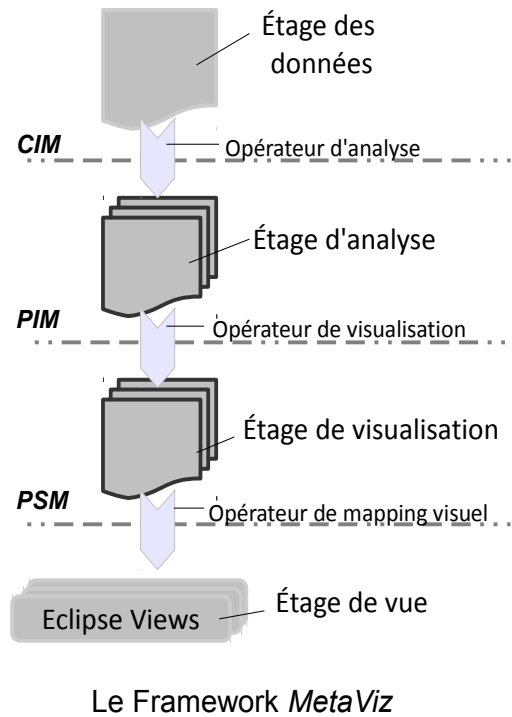 Étage des
données
CIM
Opérateur d'analyse
Étage d'analyse
PIM
Opérateur de visualisation
Étage de visualisation
PSM
Opérateur de mapping visuel
Étage de vue
Eclipse Views
Le Framework MetaViz